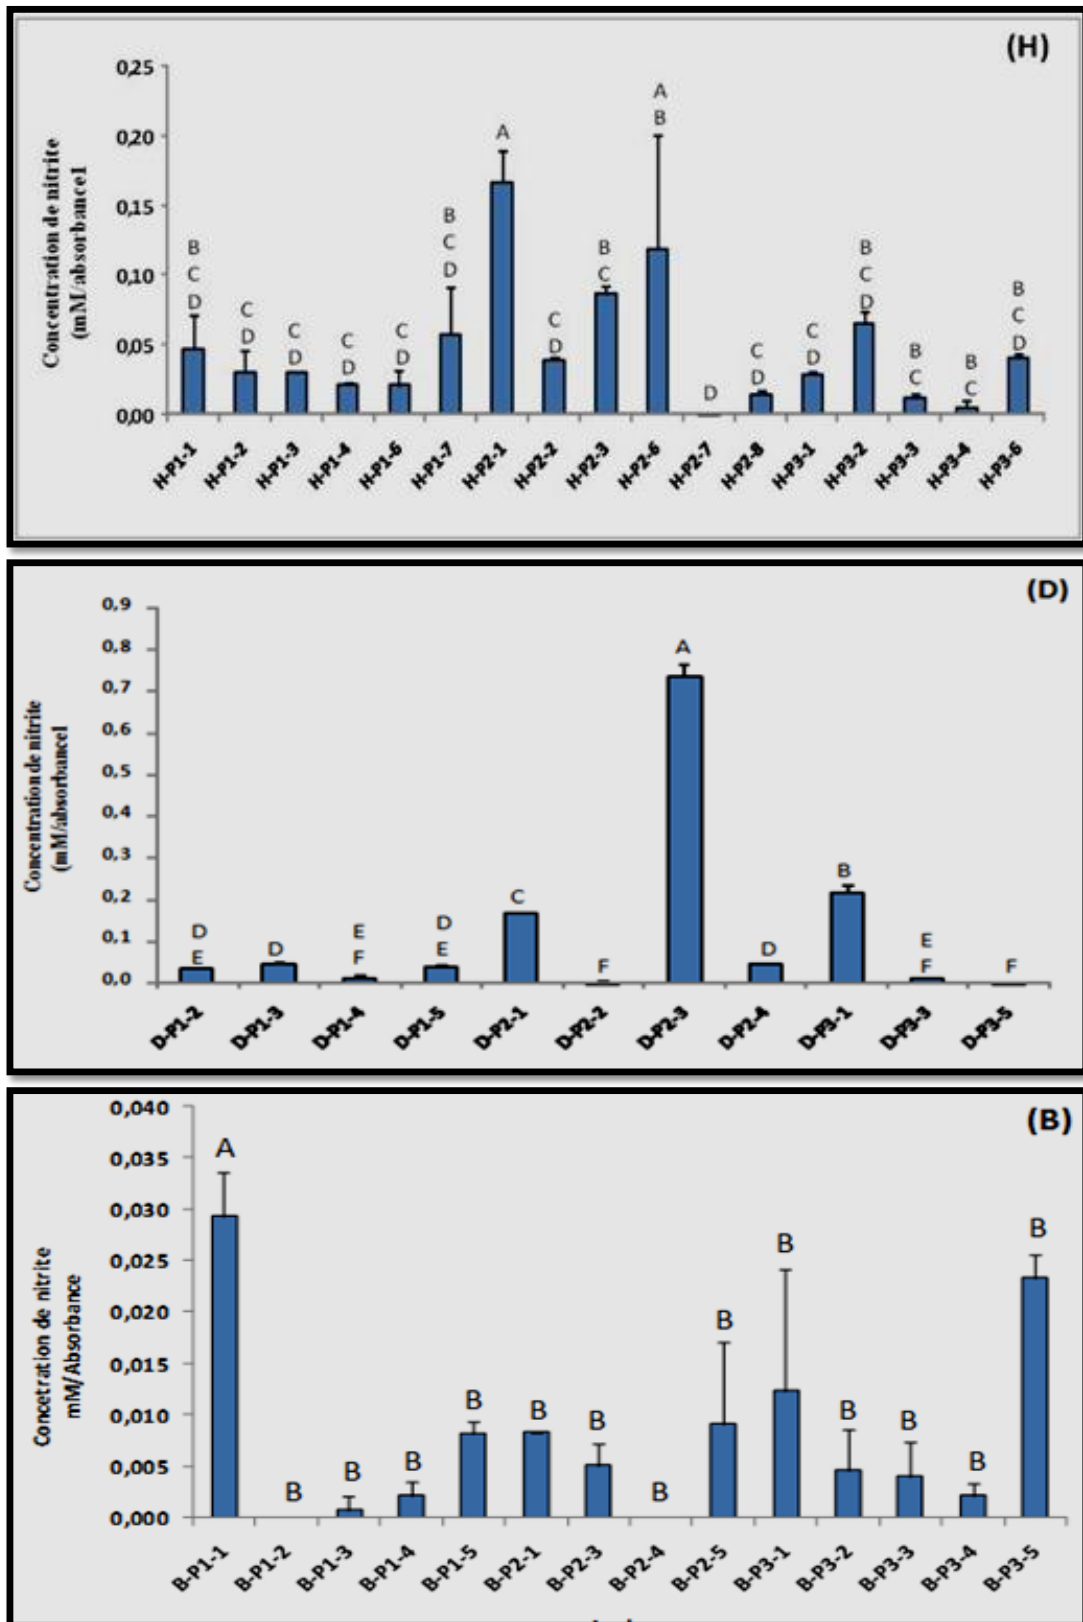 (H)
Concentration de nitrite
(mM/absorbance1
0,25
0,20
0,15
0,10
0,05
0,00
B
C
D
C
D
C
D
C
D
C
D
B
C
D
A
C
D
B
C
A
B
D
C
D
C
D
B
C
D
B
C
B
C
B
C
D
H-P1-1
H-P1-2
H-P1-3
H-P1-4
H-P1-6
H-P1-7
H-P2-1
H-P2-2
H-P2-3
H-P2-6
H-P2-7
H-P2-8
H-P3-1
H-P3-2
H-P3-3
H-P3-4
H-P3-6
(D)
Concentration de nitrite
(mM/absorbance1
0,9
0,8
0,7
0,6
0,5
0,4
0,3
0,2
0,1
0,0
D
E
D
E
F
D
E
C
F
A
D
B
E
F
F
D-P1-2
D-P1-3
D-P1-4
D-P1-5
D-P2-1
D-P2-2
D-P2-3
D-P2-4
D-P3-1
D-P3-3
D-P3-5
(B)
Concetration de nitrite
mM/Absorbance
0,040
0,035
0,030
0,025
0,020
0,015
0,010
0,005
0,000
A
B
B
B
B
B
B
B
B
B
B
B
B
B
B-P1-1
B-P1-2
B-P1-3
B-P1-4
B-P1-5
B-P2-1
B-P2-3
B-P2-4
B-P2-5
B-P3-1
B-P3-2
B-P3-3
B-P3-4
B-P3-5